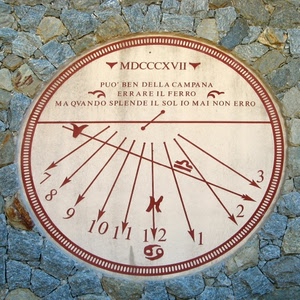 MDCCCXVII
PUO' BEN DELLA CAMPANA
ERRARE IL FERRO
MA QVANDO SPLENDE IL SOL IO MAI NON ERRO
7
8
9
10
11
12
1
2
3